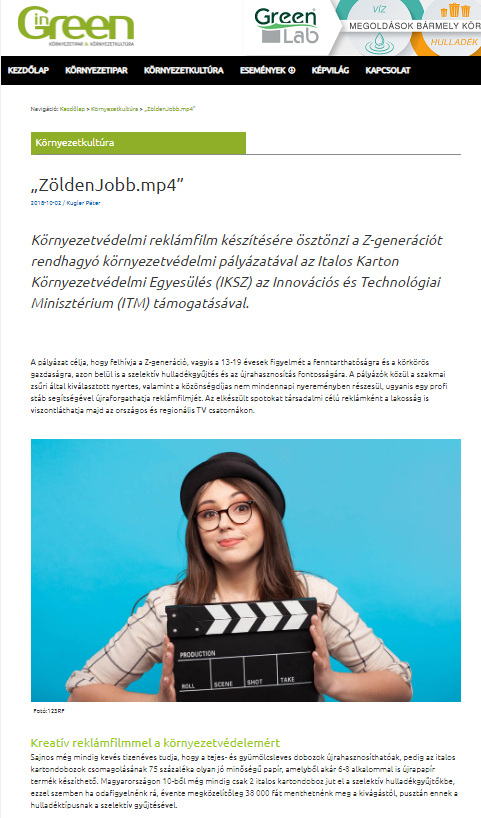 inGreen
KÖRNYEZETIPAR & KÖRNYEZETKULTÚRA
Green Lab
VÍZ
MEGOLDÁSOK BÁRMELY KÖR
HULLADÉK
KEZDŐLAP KÖRNYEZETIPAR KÖRNYEZETKULTÚRA ESEMÉNYEK KÉPVILÁG KAPCSOLAT
Navigáció: Kezdőlap > Környezetkultúra > „ZöldenJobb.mp4”
Környezetkultúra
„ZöldenJobb.mp4”
2018-10-02 / Kugler Péter
Környezetvédelmi reklámfilm készítésére ösztönzi a Z-generációt
rendhagyó környezetvédelmi pályázatával az Italos Karton
Környezetvédelmi Egyesülés (IKSZ) az Innovációs és Technológiai
Minisztérium (ITM) támogatásával.
A pályázat célja, hogy felhívja a Z-generáció, vagyis a 13-19 évesek figyelmét a fenntarthatóságra és a körkörös
gazdaságra, azon belül is a szelektív hulladékgyűjtés és az újrahasznosítás fontosságára. A pályázók közül a szakmai
zsűri által kiválasztott nyertes, valamint a közönségdíjas nem mindennapi nyereményben részesül, ugyanis egy profi
stáb segítségével újraforgathatja reklámfilmjét. Az elkészült spotokat társadalmi célú reklámként a lakosság is
viszontláthatja majd az országos és regionális TV csatornákon.
PRODUCTION
ROLL SCENE SHOT TAKE
Fotó:123RF
Kreatív reklámfilmmel a környezetvédelemért
Sajnos még mindig kevés tizenéves tudja, hogy a tejes- és gyümölcsleves dobozok újrahasznosíthatóak, pedig az italos
kartondobozok csomagolásának 75 százaléka olyan jó minőségű papír, amelyből akár 6-8 alkalommal is újrapapír
termék készíthető. Magyarországon 10-ből még mindig csak 2 italos kartondoboz jut el a szelektív hulladékgyűjtőkbe,
ezzel szemben ha odafigyelnénk rá, évente megközelítőleg 38 000 fát menthetnénk meg a kivágástól, pusztán ennek a
hulladéktípusnak a szelektív gyűjtésével.